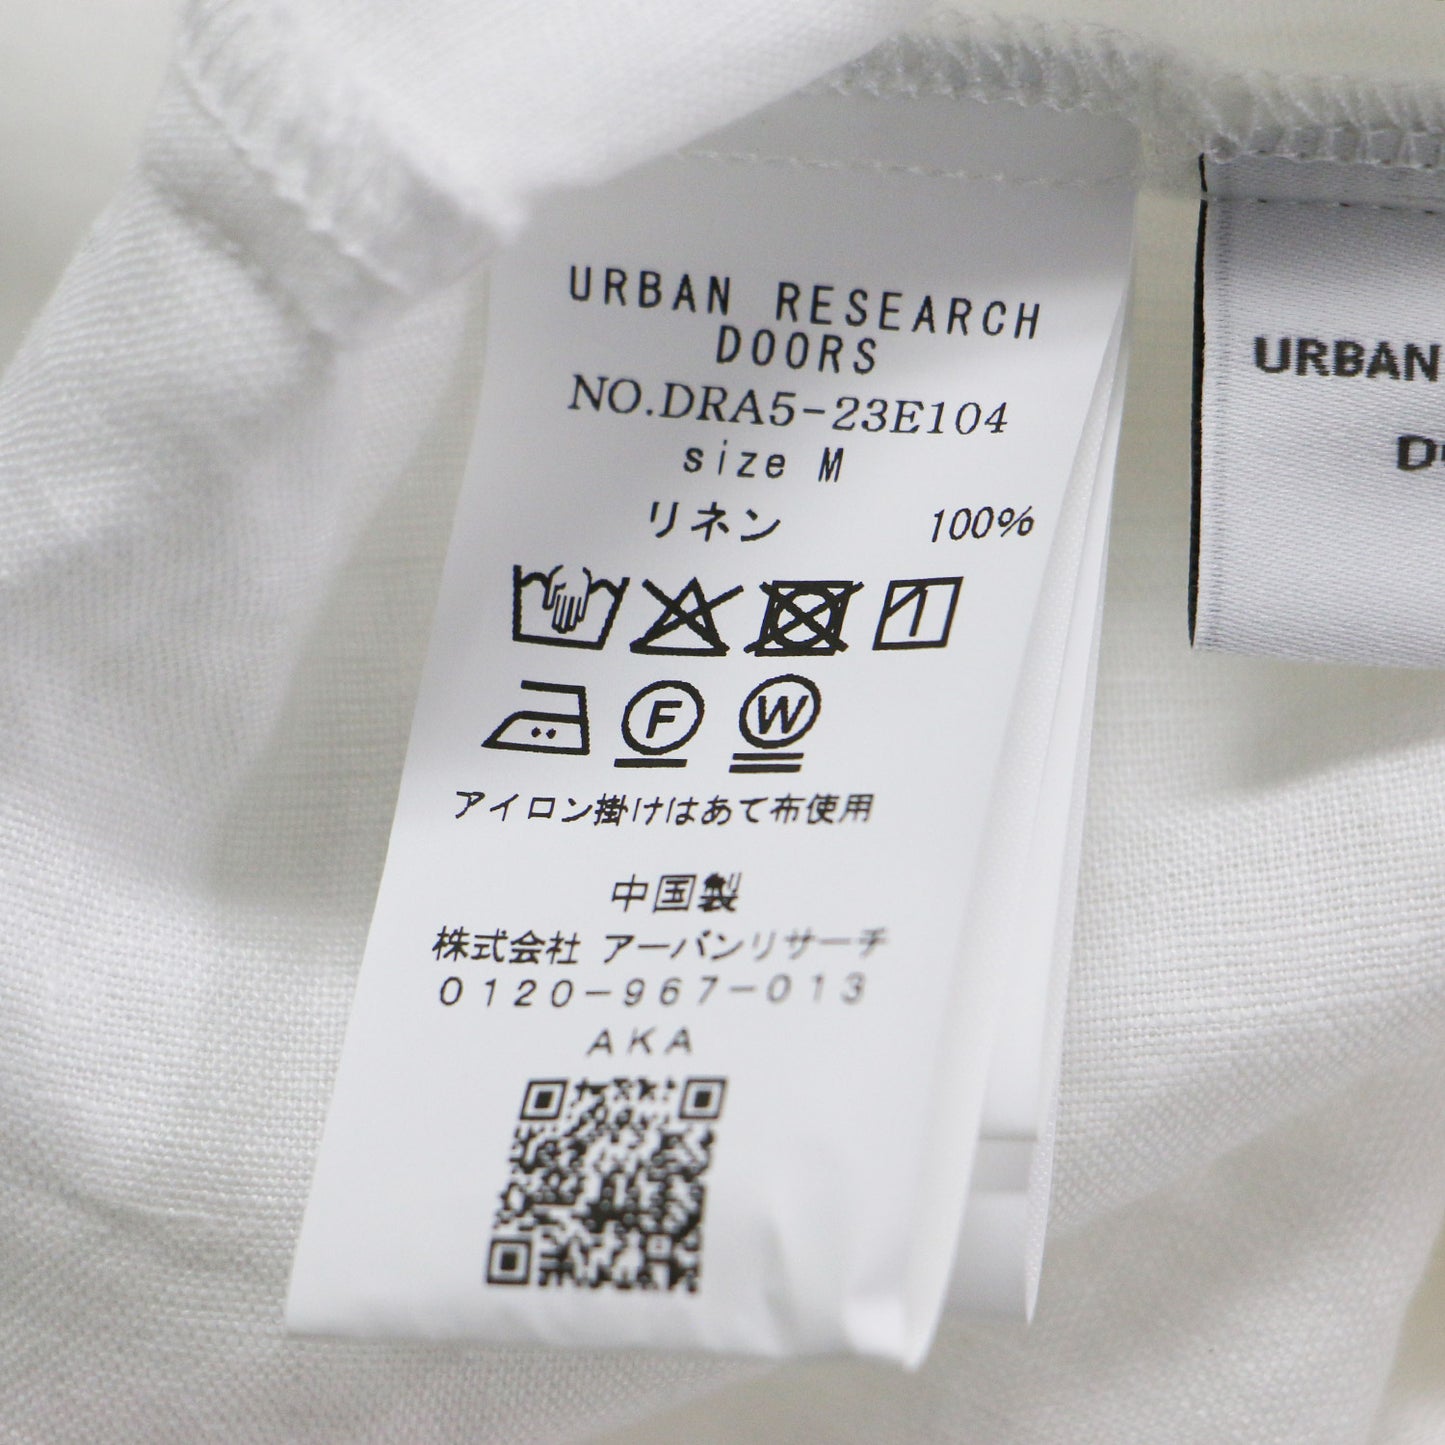 URBAN RESEARCH
DOORS
NO.DRA5-23E104
size M
リネン 100%
F W
アイロン掛けはあて布使用
中国製
株式会社 アーバンリサーチ
0120-967-013
AKA
URBAN